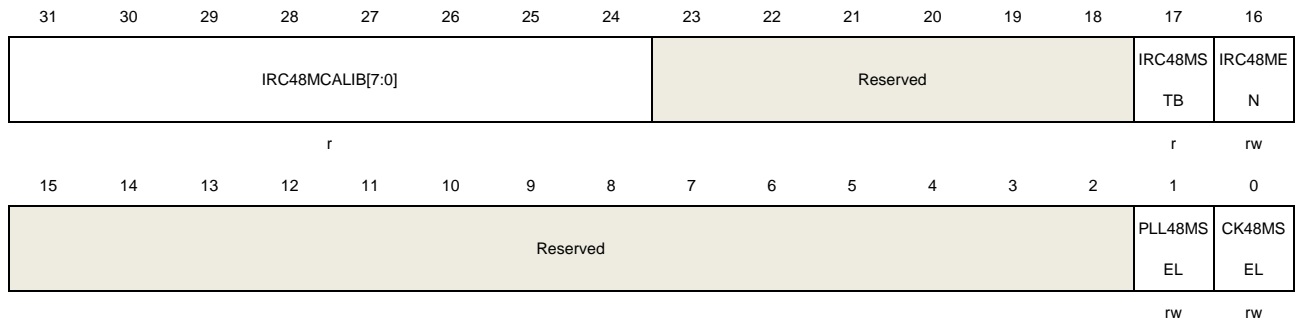 31 30 29 28 27 26 25 24 23 22 21 20 19 18 17 16
IRC48MCALIB[7:0] Reserved IRC48MS TB IRC48ME N
r r rw
15 14 13 12 11 10 9 8 7 6 5 4 3 2 1 0
Reserved PLL48MS EL CK48MS EL
rw rw